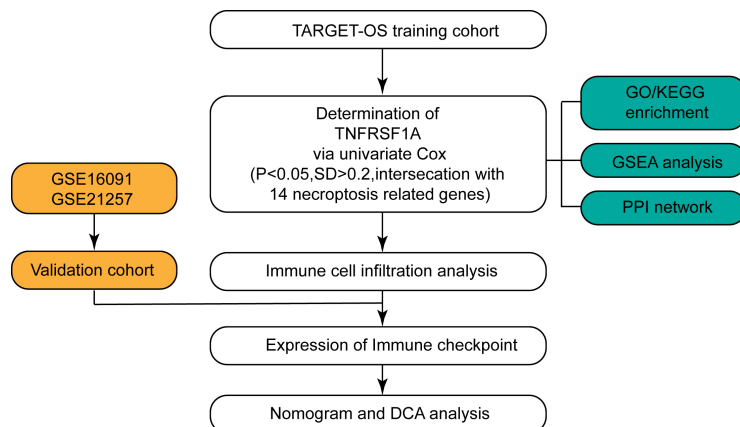 TARGET-OS training cohort
Determination of
TNFRSF1A
via univariate Cox
(P<0.05,SD>0.2,intersecation with
14 necroptosis related genes)
GO/KEGG
enrichment
GSEA analysis
PPI network
GSE16091
GSE21257
Validation cohort
Immune cell infiltration analysis
Expression of Immune checkpoint
Nomogram and DCA analysis